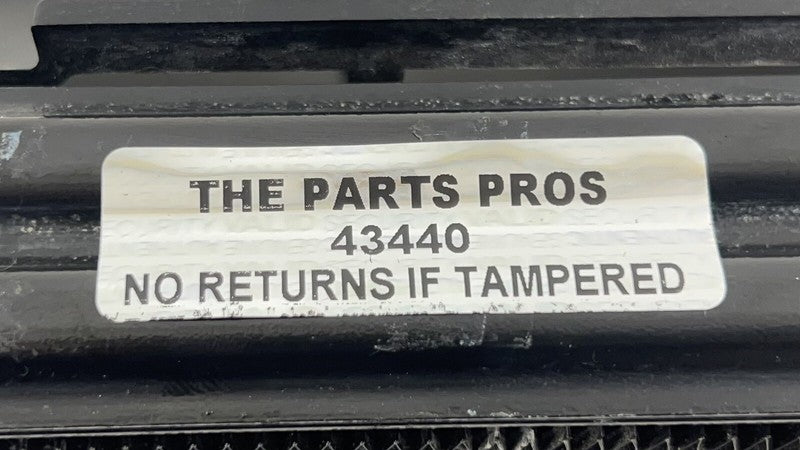 THE PARTS PROS
43440
NO RETURNS IF TAMPERED